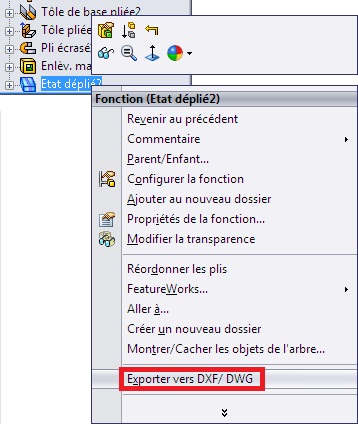 Tôle de base pliée2
Tôle pliée
Pli écrasé
Enlèv. ma
Etat déplié2
Fonction (Etat déplié2)
Revenir au précédent
Commentaire
Parent/Enfant...
Configurer la fonction
Ajouter au nouveau dossier
Propriétés de la fonction...
Modifier la transparence
Réordonner les plis
FeatureWorks...
Aller à...
Créer un nouveau dossier
Montrer/Cacher les objets de l'arbre...
Exporter vers DXF/ DWG